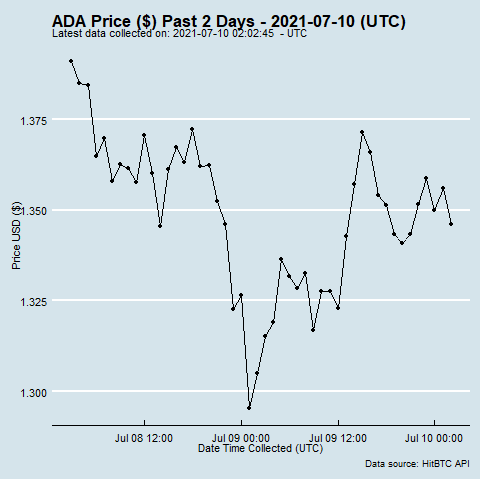 ADA Price ($) Past 2 Days - 2021-07-10 (UTC)
Latest data collected on: 2021-07-10 02:02:45 - UTC
Price USD ($)
1.375
1.350
1.325
1.300
Jul 08 12:00
Jul 09 00:00
Jul 09 12:00
Jul 10 00:00
Date Time Collected (UTC)
Data source: HitBTC API